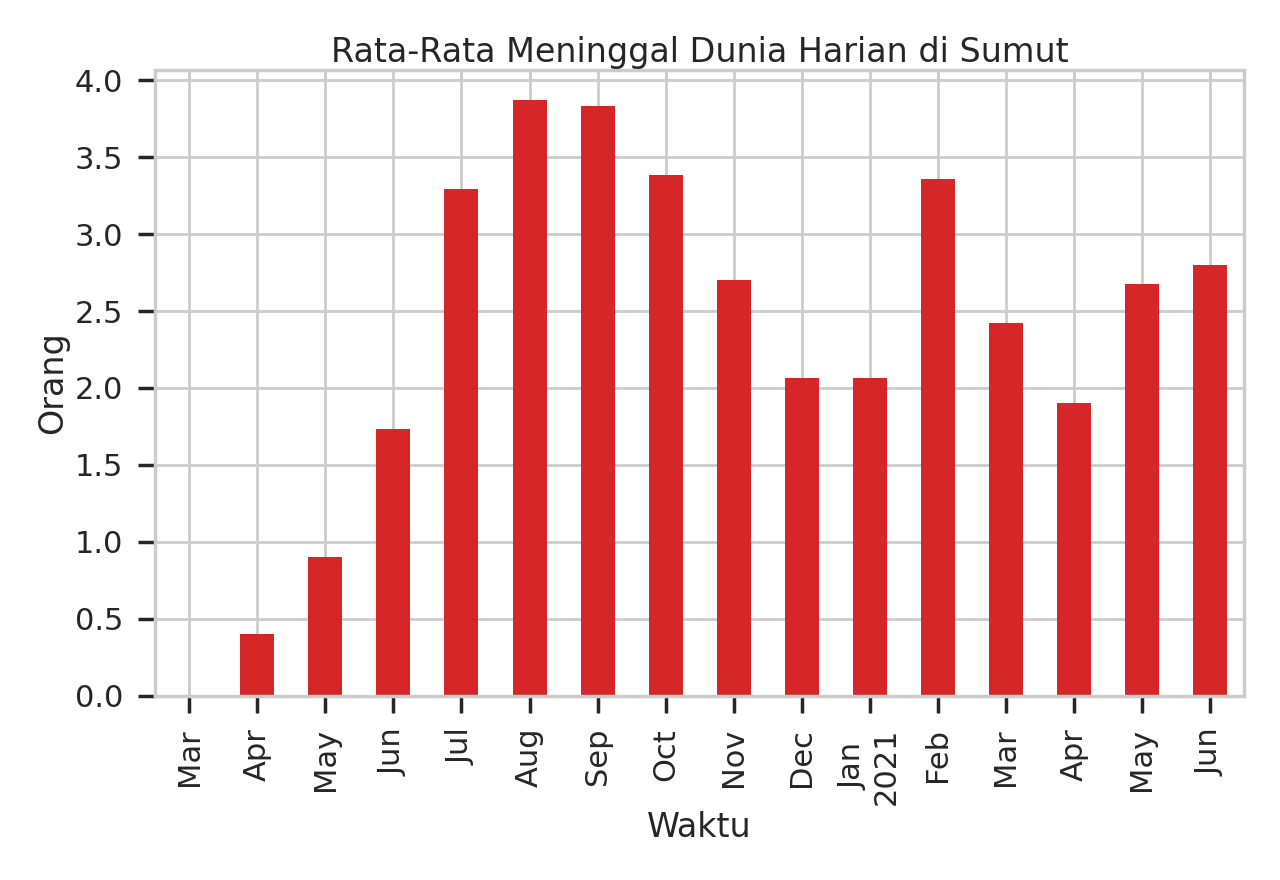 Rata-Rata Meninggal Dunia Harian di Sumut
4.0
3.5
3.0
2.5
2.0
1.5
1.0
0.5
0.0
Orang
Mar
Apr
May
Jun
Jul
Aug
Sep
Oct
Nov
Dec
Jan
2021
Feb
Mar
Apr
May
Jun
Waktu